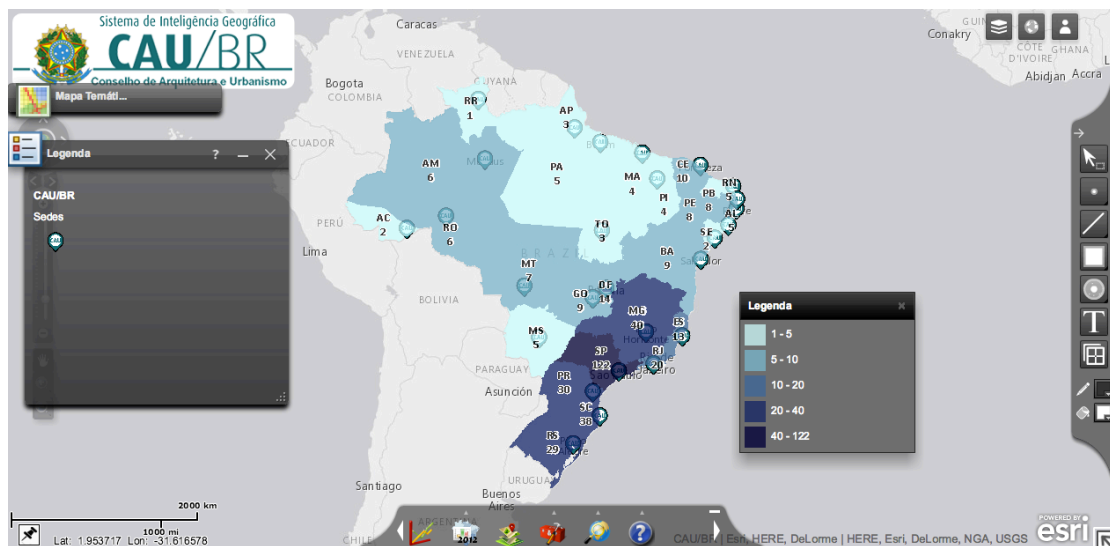 Sistema de Inteligência Geográfica
CAU/BR
Conselho de Arquitetura e Urbanismo
Mapa Temáti...
Legenda ?
CAU/BR
Sedes
CAU
Caracas
VENEZUELA
GUYANA
Bogota
COLOMBIA
ECUADOR
PERÚ
Lima
BOLIVIA
BRAZIL
PARAGUAY
Asunción
Santiago
URUGUAY
Buenos
Aires
ARGENTINA
CHILE
Conakry
CÔTE
D'IVOIRE
GHANA
Abidjan
Accra
RR
1
AP
3
AM
6
PA
5
MA
4
PI
4
CE
10
RN
5
PB
8
PE
8
AL
5
SE
2
BA
9
TO
3
AC
2
RO
6
MT
7
GO
9
DF
14
MS
5
MG
40
ES
13
RJ
20
SP
122
PR
30
SC
38
RS
29
Legenda
1 - 5
5 - 10
10 - 20
20 - 40
40 - 122
2000 km
1000 mi
Lat: 1.953717 Lon: -31.616578
2012
T
CAU/BR | Esri, HERE, DeLorme | HERE, Esri, DeLorme, NGA, USGS
POWERED BY
esri